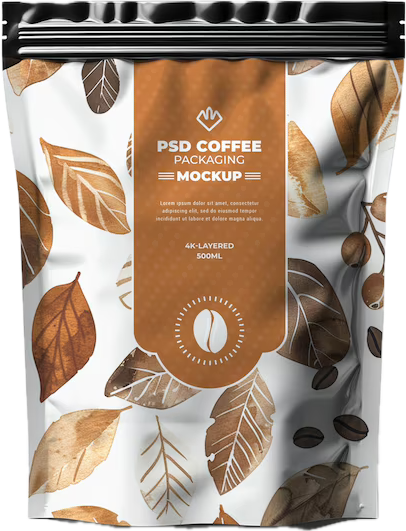 PSD COFFEE
PACKAGING
MOCKUP
Lorem ipsum dolor sit amet, consectetur
adipiscing elit, sed do eiusmod tempor
incididunt ut labore et dolore magna aliqua.
4K-LAYERED
500ML